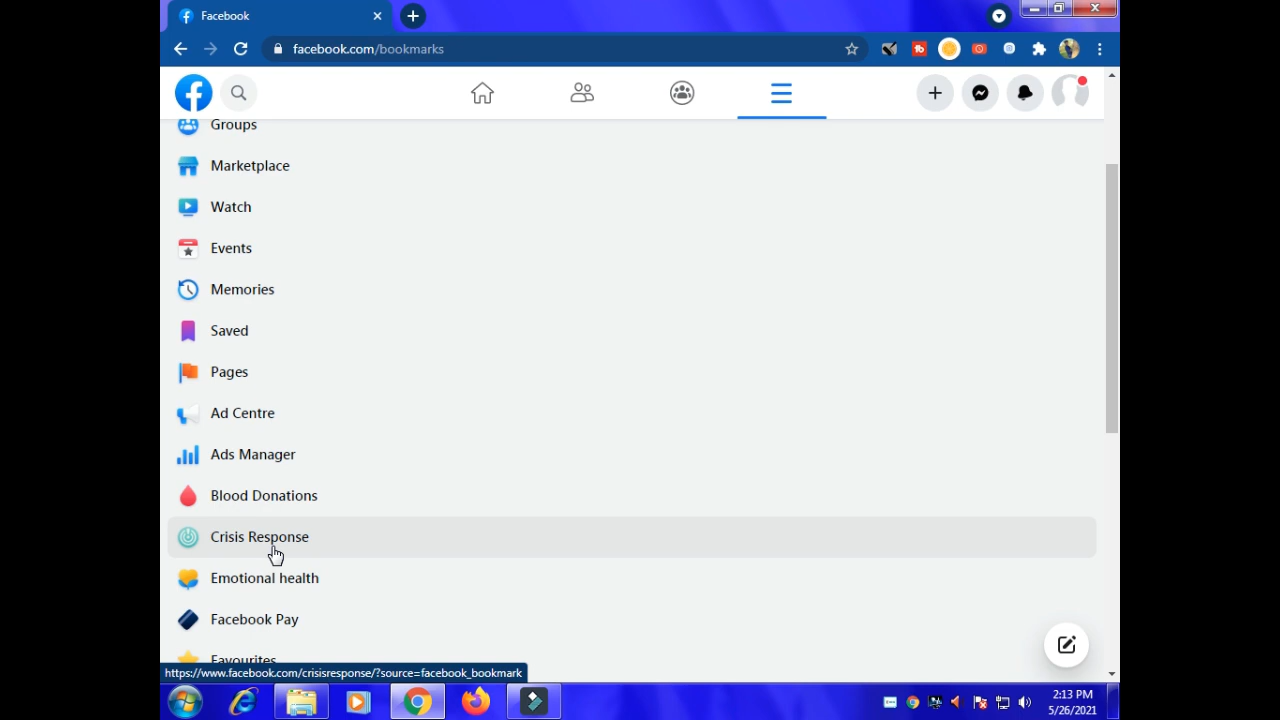 Facebook
facebook.com/bookmarks
Groups
Marketplace
Watch
Events
Memories
Saved
Pages
Ad Centre
Ads Manager
Blood Donations
Crisis Response
Emotional health
Facebook Pay
Favourites
https://www.facebook.com/crisisresponse/?source=facebook_bookmark
2:13 PM
5/26/2021